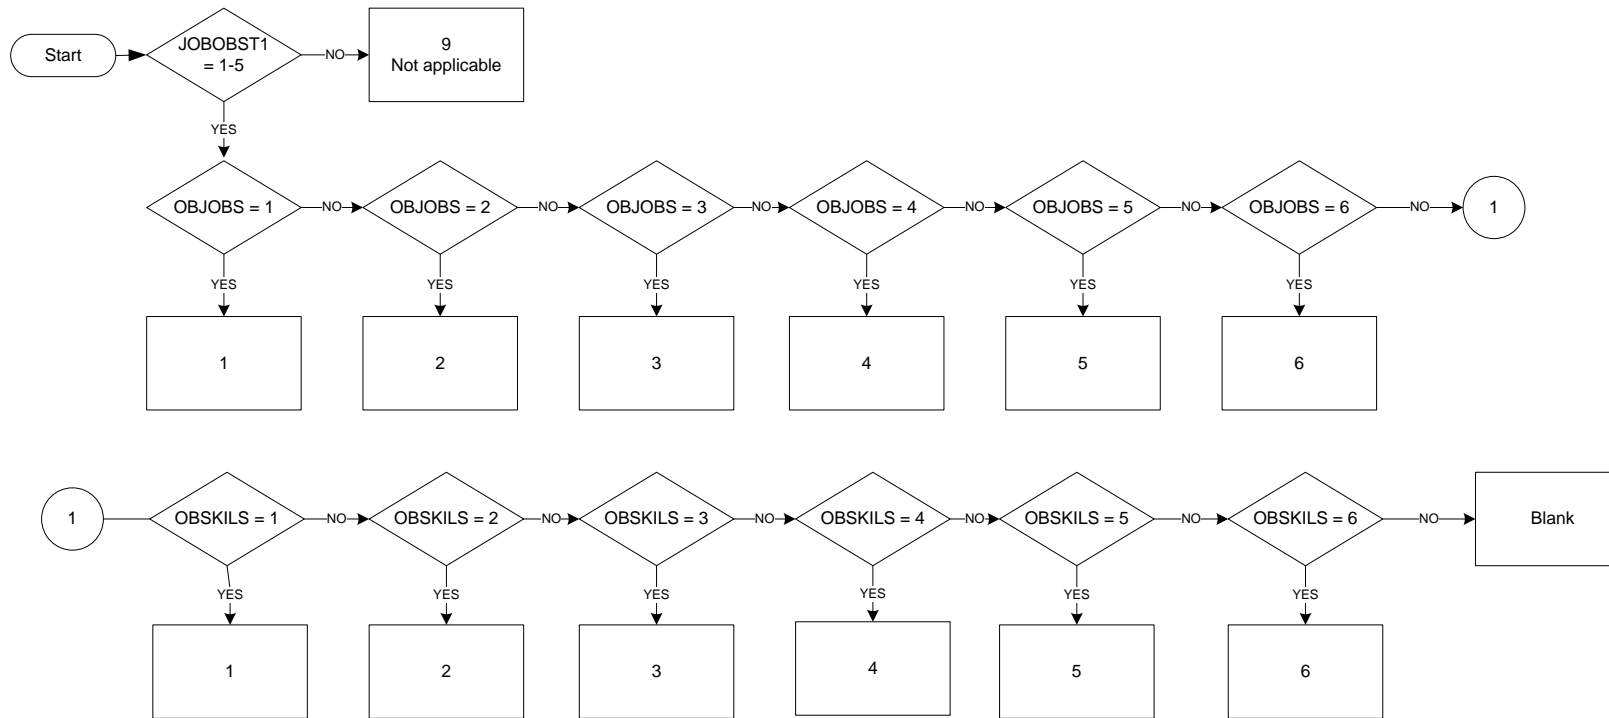 Start
JOBOBST1
= 1-5
NO
9
Not applicable
YES
OBJOBS = 1
NO
OBJOBS = 2
NO
OBJOBS = 3
NO
OBJOBS = 4
NO
OBJOBS = 5
NO
OBJOBS = 6
NO
1
YES
YES
YES
YES
YES
YES
1
2
3
4
5
6
1
OBSKILS = 1
NO
OBSKILS = 2
NO
OBSKILS = 3
NO
OBSKILS = 4
NO
OBSKILS = 5
NO
OBSKILS = 6
NO
Blank
YES
YES
YES
YES
YES
YES
1
2
3
4
5
6